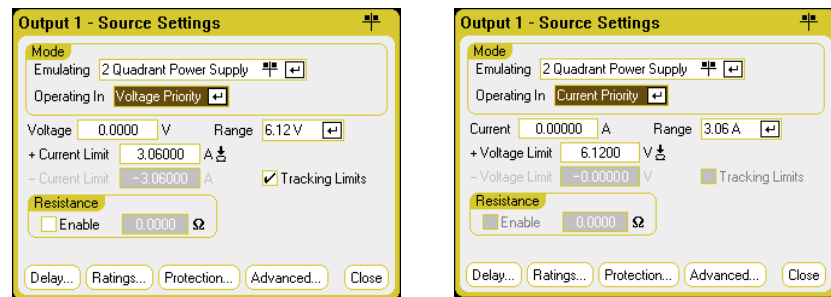 Output 1 - Source Settings
Mode
Emulating 2 Quadrant Power Supply
Operating In Voltage Priority
Voltage 0.0000 V Range 6.12 V
+ Current Limit 3.06000 A
- Current Limit -3.06000 A Tracking Limits
Resistance
Enable 0.0000 Ω
Delay... Ratings... Protection... Advanced... Close
Output 1 - Source Settings
Mode
Emulating 2 Quadrant Power Supply
Operating In Current Priority
Current 0.00000 A Range 3.06 A
+ Voltage Limit 6.1200 V
- Voltage Limit -0.00000 V Tracking Limits
Resistance
Enable 0.0000 Ω
Delay... Ratings... Protection... Advanced... Close